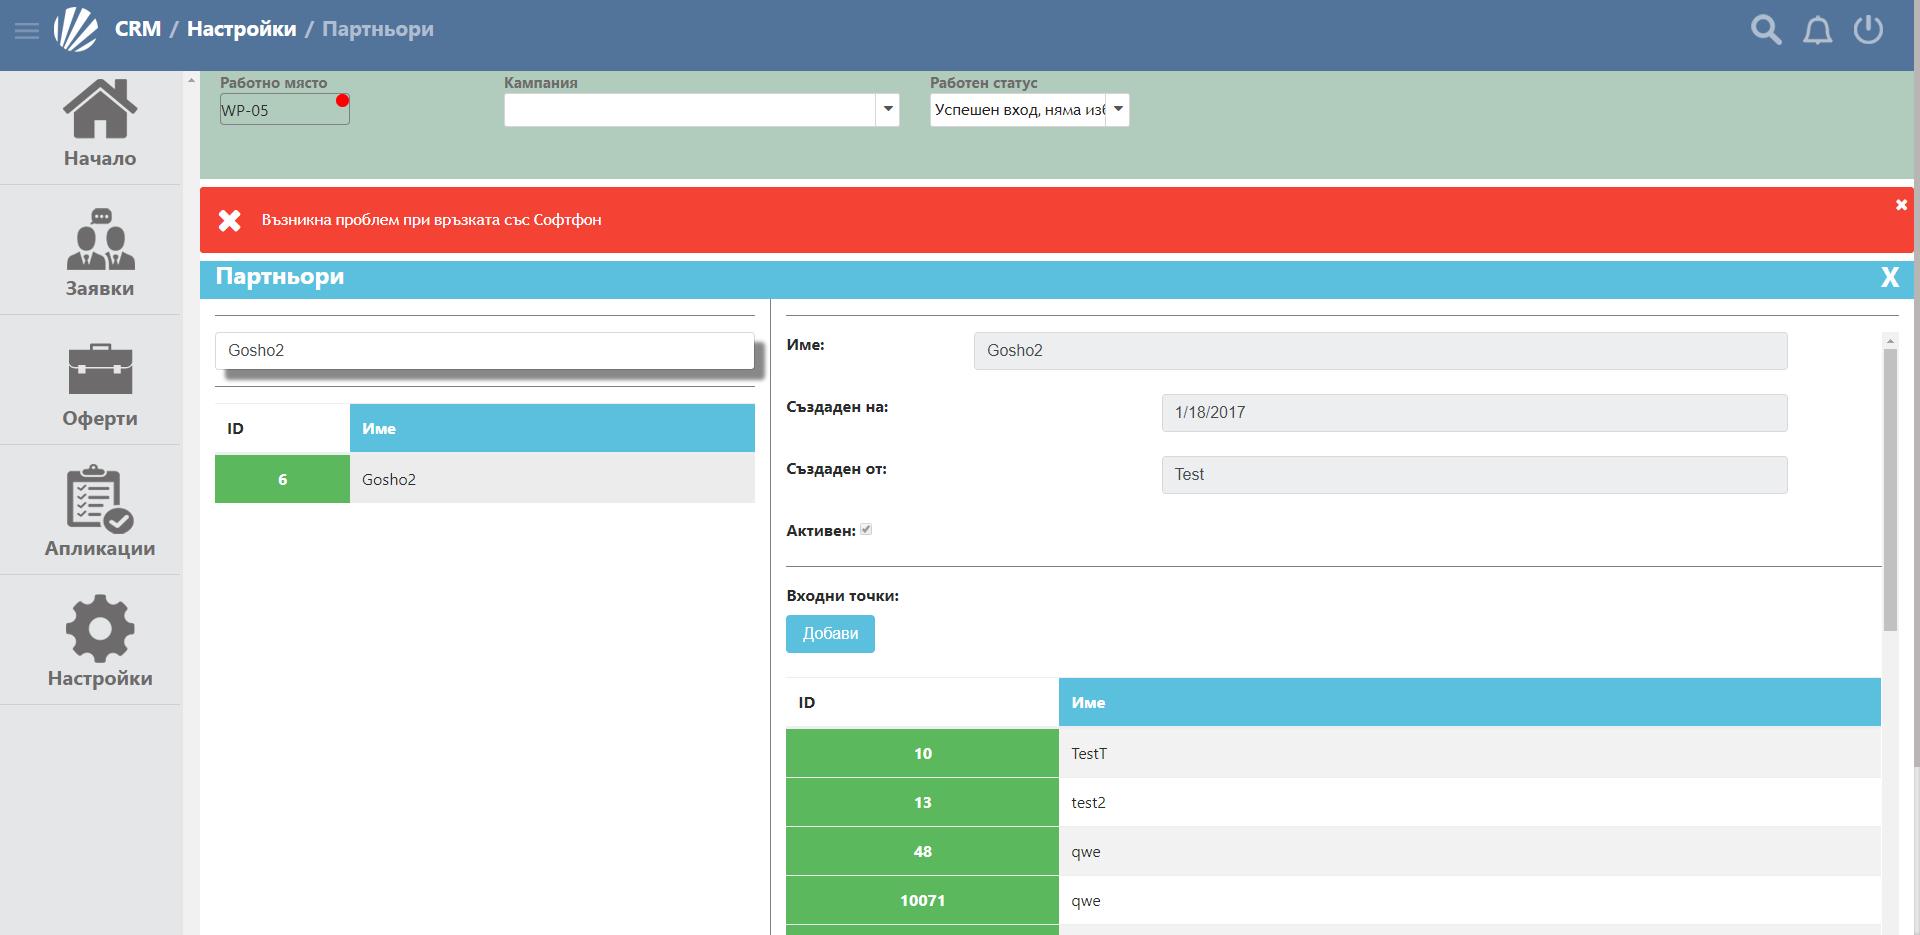 CRM / Настройки / Партньори
Начало
Заявки
Оферти
Апликации
Настройки
Работно място
WP-05
Кампания
Работен статус
Успешен вход, няма
Възникна проблем при връзката със Софтфон
Партньори
X
Gosho2
ID Име
6 Gosho2
Име: Gosho2
Създаден на: 1/18/2017
Създаден от: Test
Активен:
Входни точки:
Добави
ID Име
10 TestT
13 test2
48 qwe
10071 qwe